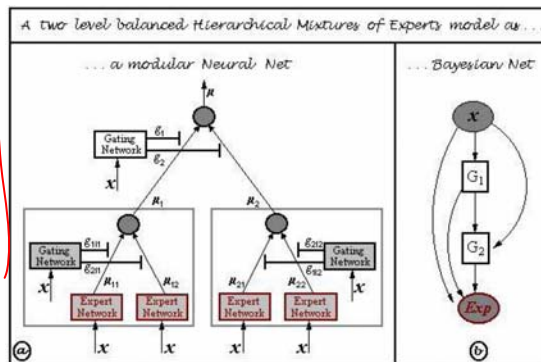 A two level balanced Hierarchical Mixtures of Experts model as...
...a modular Neural Net
...Bayesian Net
μ
Gating Network
g1
g2
x
μ1
μ2
Gating Network
g1|1
g2|1
x
μ11
μ12
Expert Network
Expert Network
x
x
Gating Network
g2|2
x
μ21
μ22
Expert Network
Expert Network
x
x
a
x
G1
G2
Exp
b